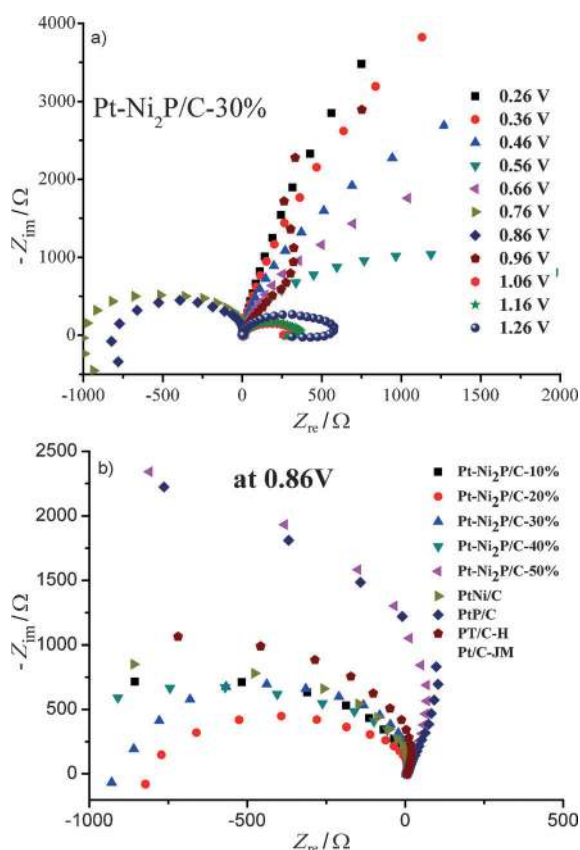 a)
Pt-Ni₂P/C-30%
4000
3000
2000
1000
0
-Zim/Ω
-1000 -500 0 500 1000 1500 2000
Zre/Ω
0.26 V
0.36 V
0.46 V
0.56 V
0.66 V
0.76 V
0.86 V
0.96 V
1.06 V
1.16 V
1.26 V
b)
at 0.86V
2500
2000
1500
1000
500
0
-Zim/Ω
-1000 -500 0 500
Zre/Ω
Pt-Ni₂P/C-10%
Pt-Ni₂P/C-20%
Pt-Ni₂P/C-30%
Pt-Ni₂P/C-40%
Pt-Ni₂P/C-50%
PtNi/C
PtP/C
PT/C-H
Pt/C-JM